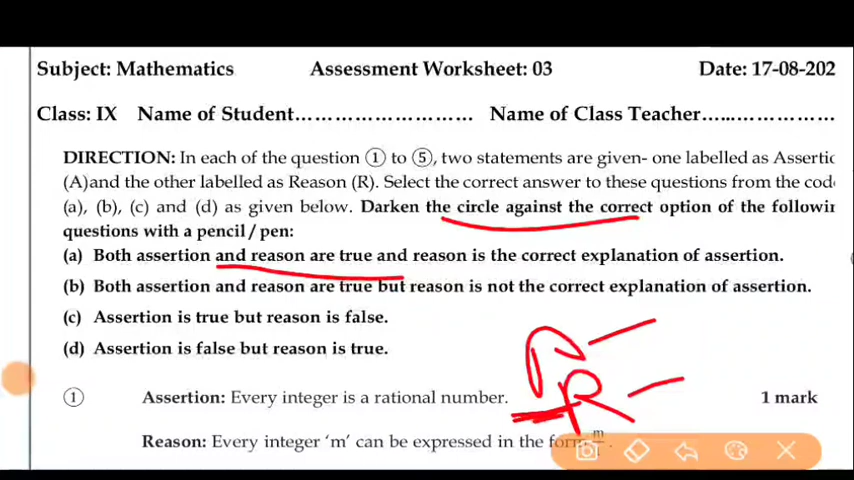 Subject: Mathematics Assessment Worksheet: 03 Date: 17-08-202
Class: IX Name of Student........................... Name of Class Teacher..................
DIRECTION: In each of the question ① to ⑤, two statements are given- one labelled as Assertio
(A)and the other labelled as Reason (R). Select the correct answer to these questions from the cod
(a), (b), (c) and (d) as given below. Darken the circle against the correct option of the followin
questions with a pencil/pen:
(a) Both assertion and reason are true and reason is the correct explanation of assertion.
(b) Both assertion and reason are true but reason is not the correct explanation of assertion.
(c) Assertion is true but reason is false.
(d) Assertion is false but reason is true.
① Assertion: Every integer is a rational number. 1 mark
R
Reason: Every integer 'm' can be expressed in the form m